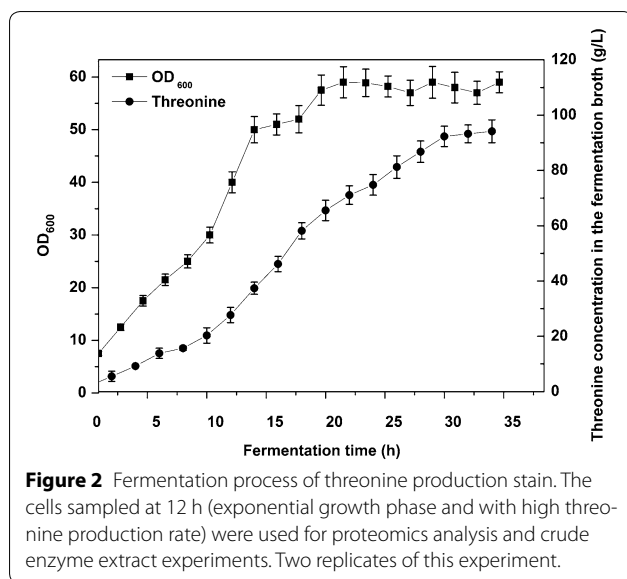 OD600
Threonine
60
50
40
30
20
10
0
OD600
120
100
80
60
40
20
0
Threonine concentration in the fermentation broth (g/L)
0 5 10 15 20 25 30 35
Fermentation time (h)
Figure 2 Fermentation process of threonine production stain. The
cells sampled at 12 h (exponential growth phase and with high threo-
nine production rate) were used for proteomics analysis and crude
enzyme extract experiments. Two replicates of this experiment.